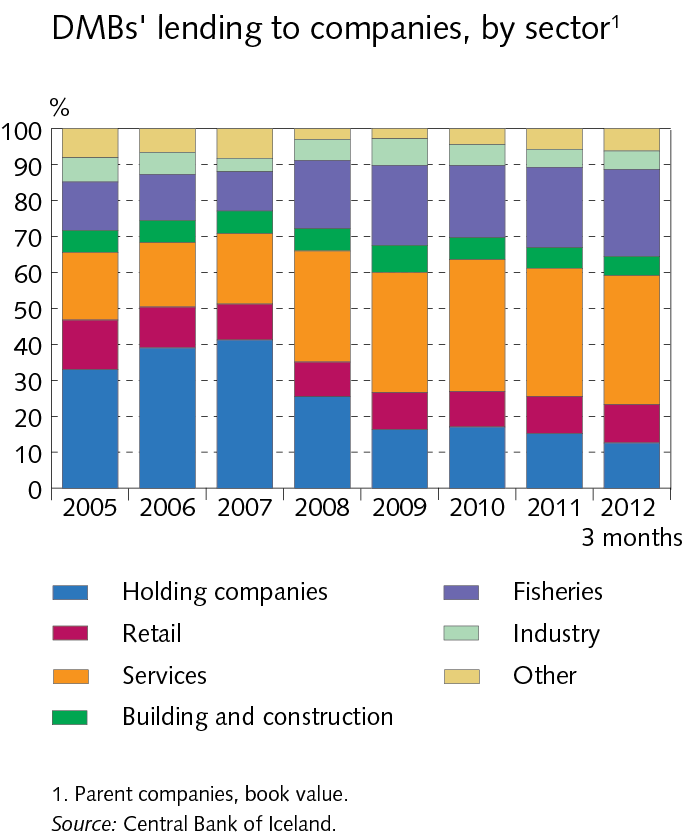 DMBs' lending to companies, by sector¹
%
100
90
80
70
60
50
40
30
20
10
0
2005 2006 2007 2008 2009 2010 2011 2012
3 months
Holding companies
Retail
Services
Building and construction
Fisheries
Industry
Other
1. Parent companies, book value.
Source: Central Bank of Iceland.